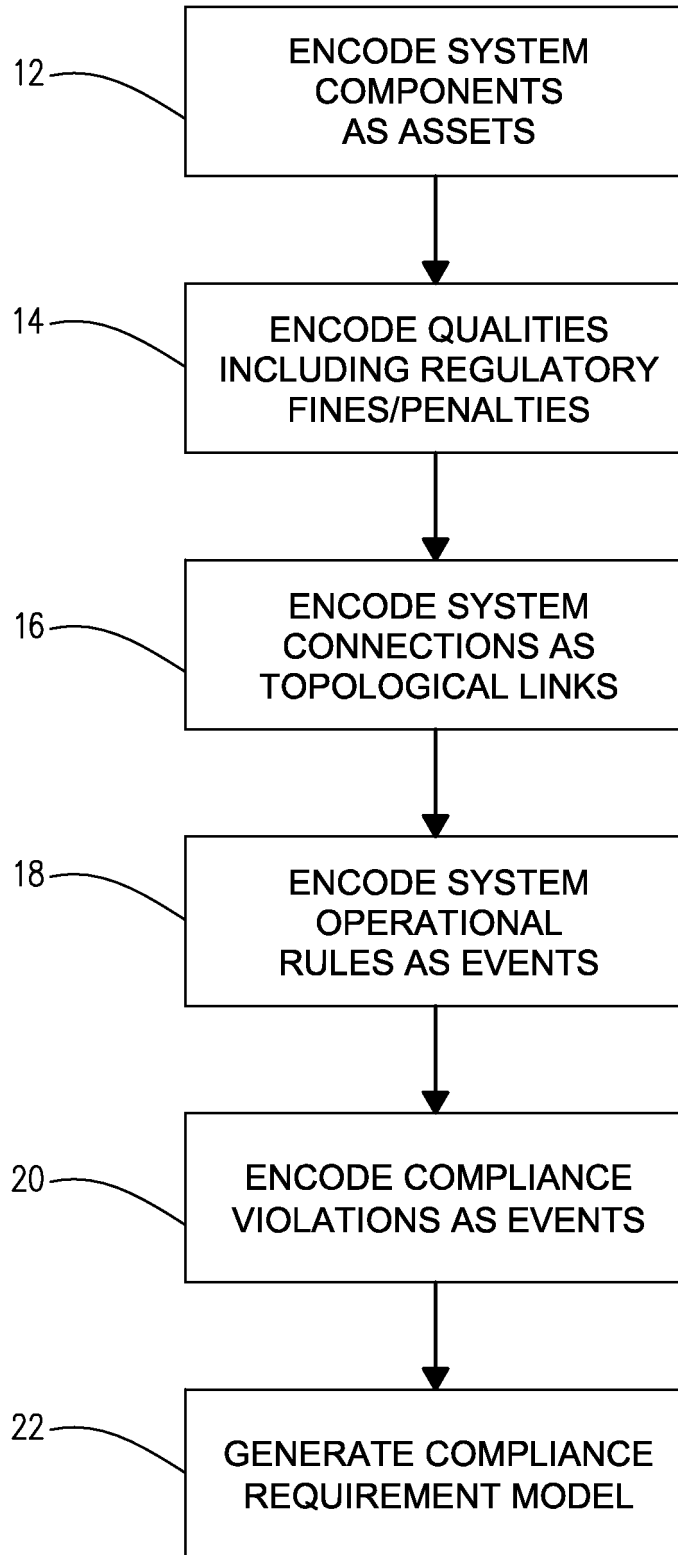 12
ENCODE SYSTEM
COMPONENTS
AS ASSETS
14
ENCODE QUALITIES
INCLUDING REGULATORY
FINES/PENALTIES
16
ENCODE SYSTEM
CONNECTIONS AS
TOPOLOGICAL LINKS
18
ENCODE SYSTEM
OPERATIONAL
RULES AS EVENTS
20
ENCODE COMPLIANCE
VIOLATIONS AS EVENTS
22
GENERATE COMPLIANCE
REQUIREMENT MODEL